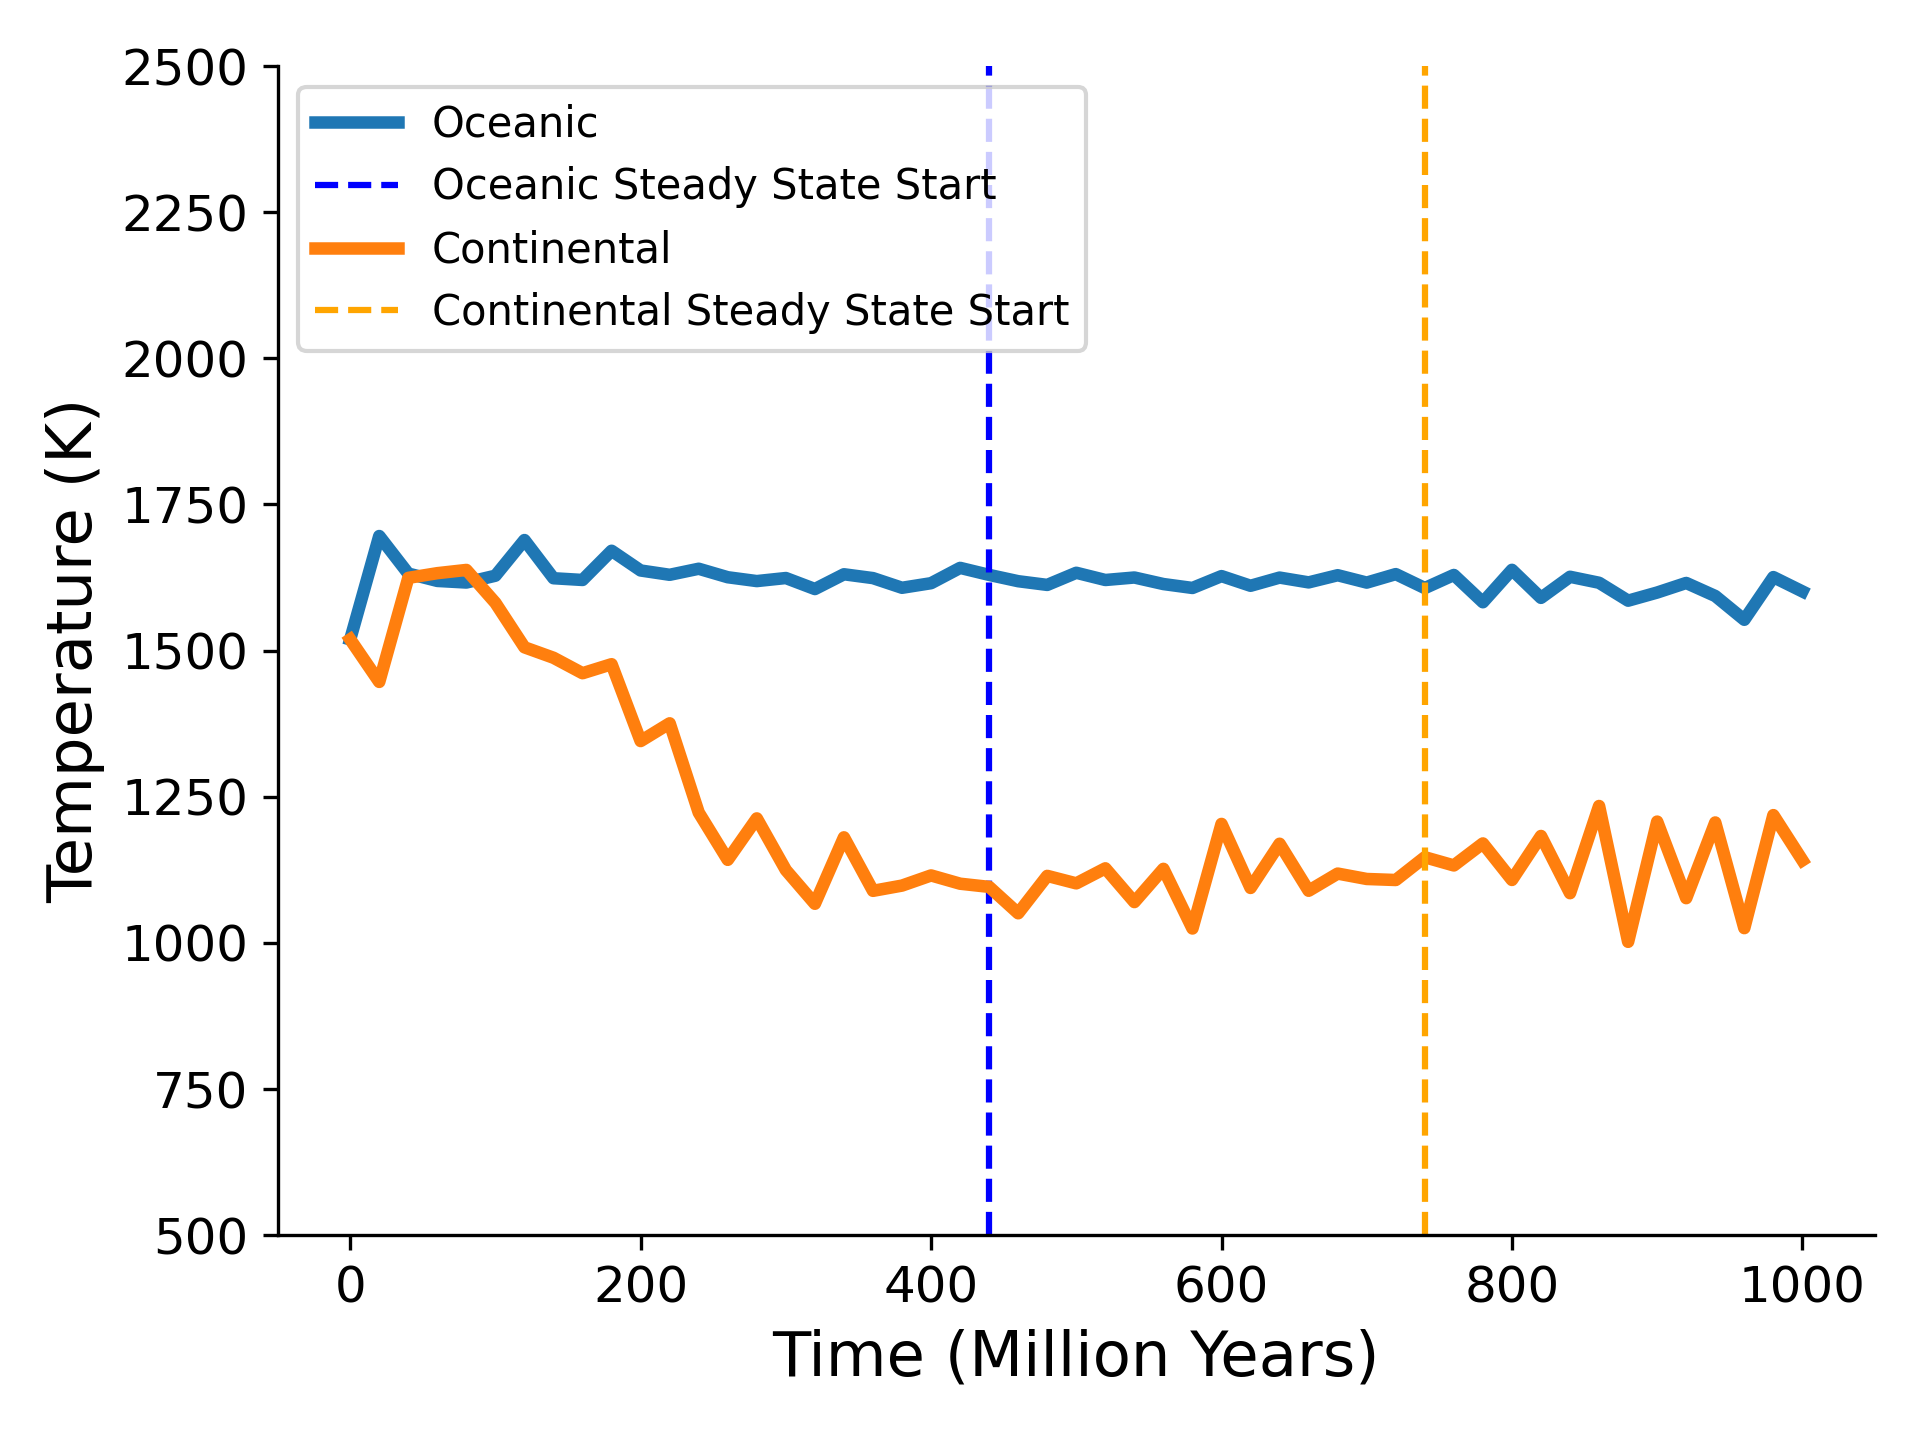 2500
2250
2000
1750
1500
1250
1000
750
500
Temperature (K)
Oceanic
Oceanic Steady State Start
Continental
Continental Steady State Start
0 200 400 600 800 1000
Time (Million Years)